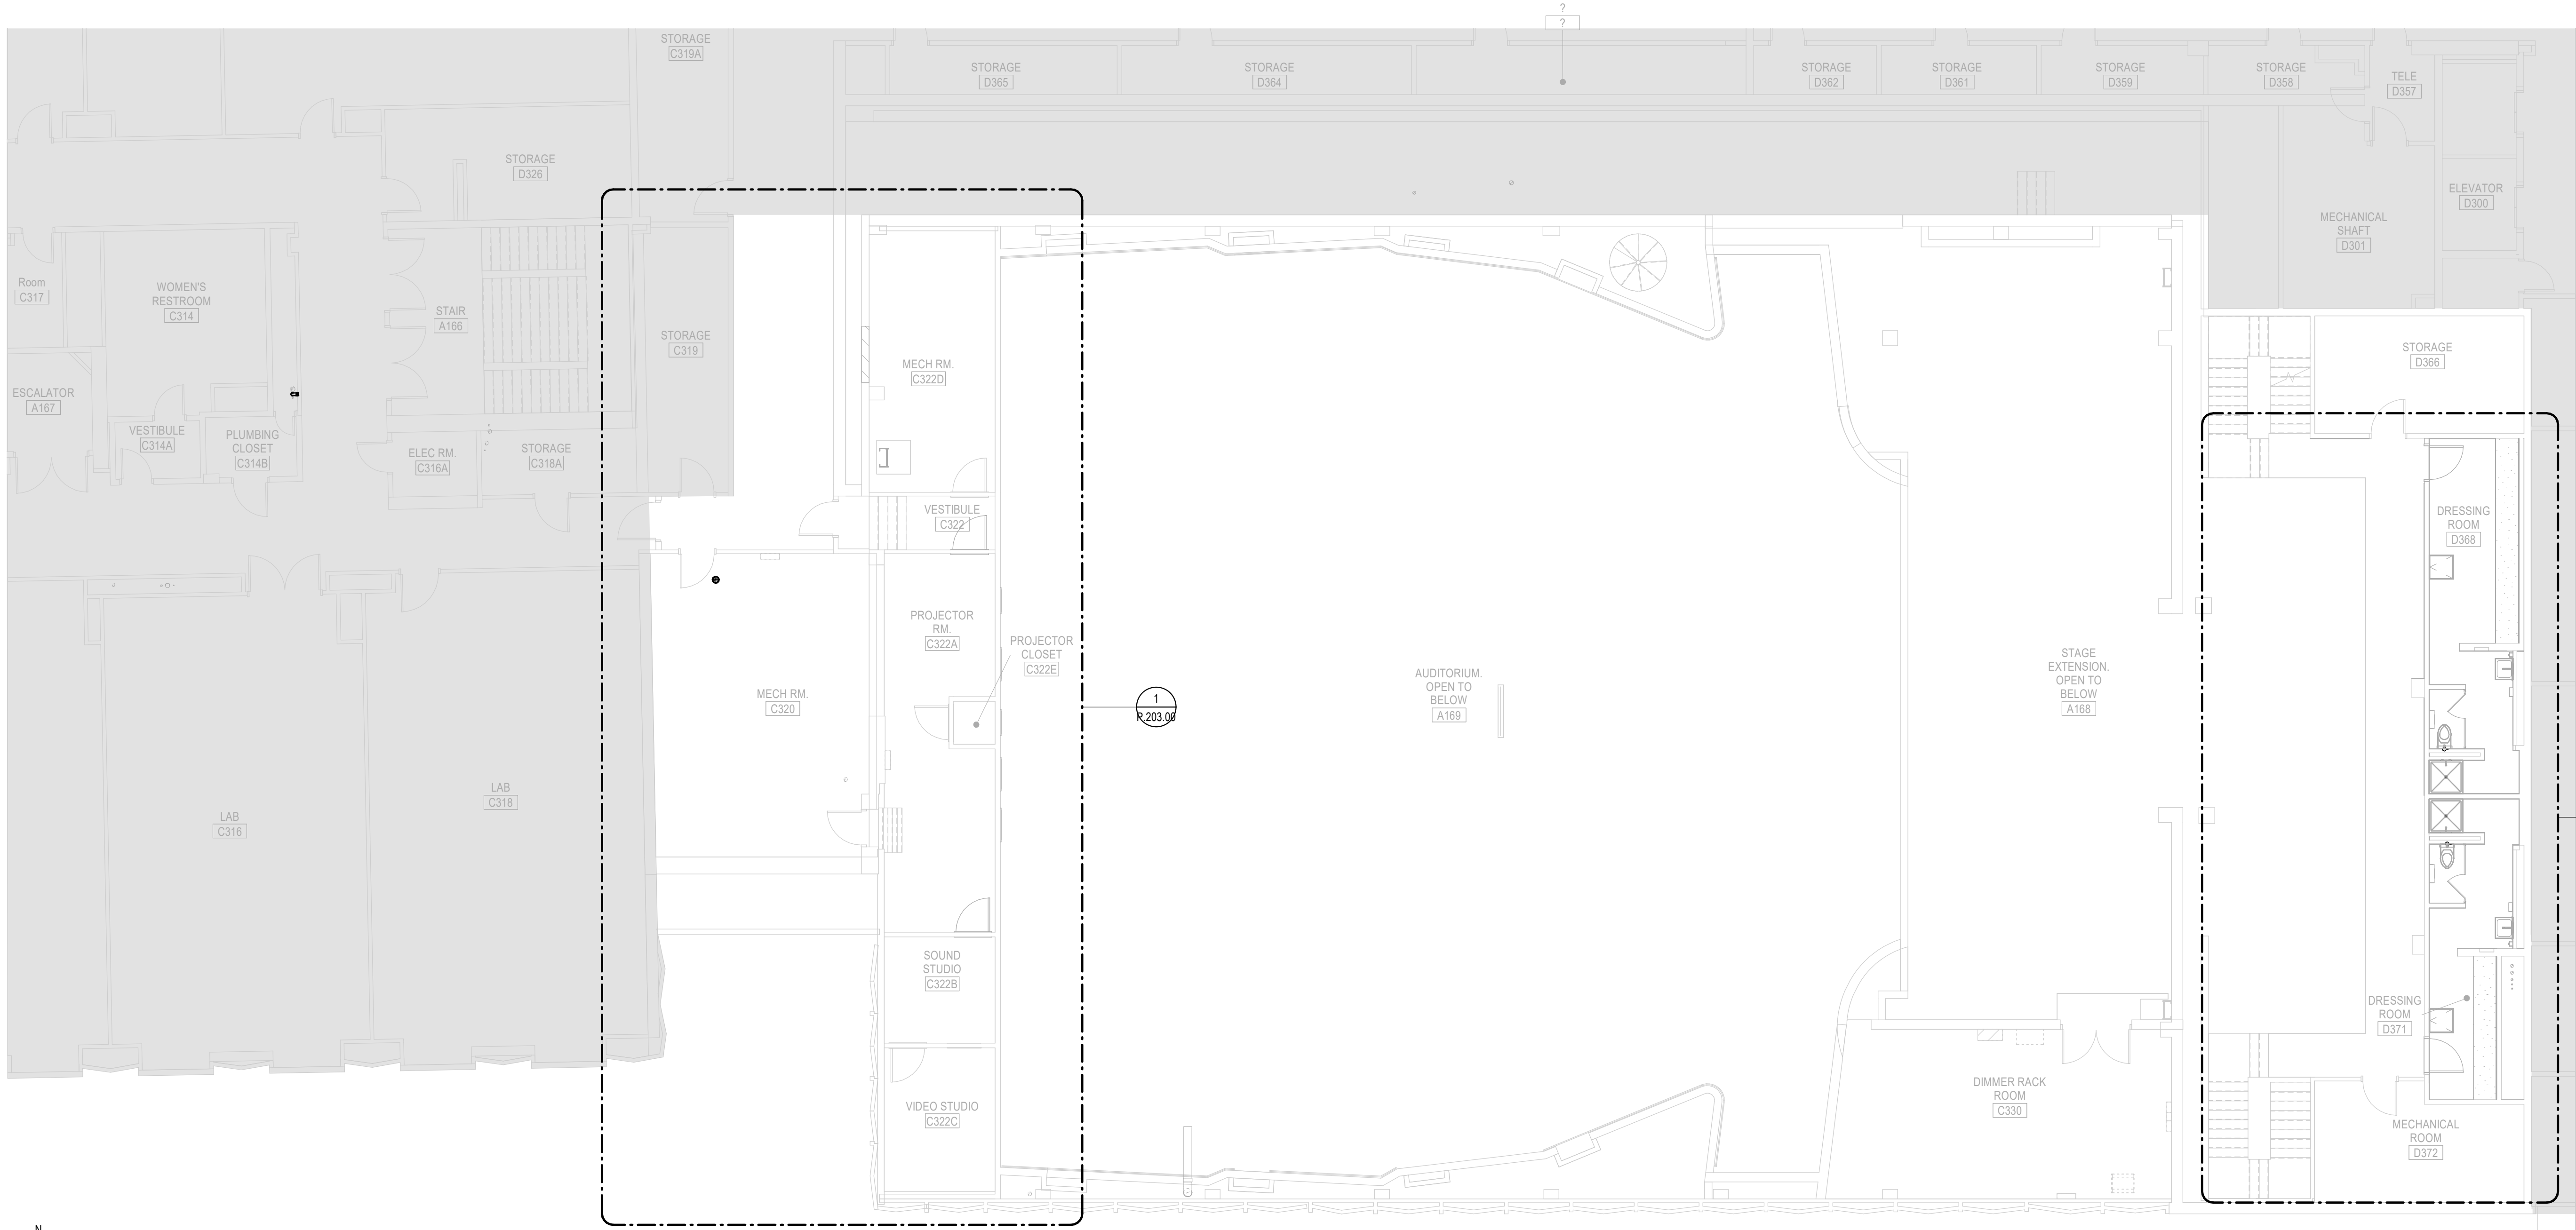 ?
?
STORAGE
C319A
STORAGE
D365
STORAGE
D364
STORAGE
D362
STORAGE
D361
STORAGE
D359
STORAGE
D358
TELE
D357
STORAGE
D326
ELEVATOR
D300
MECHANICAL
SHAFT
D301
Room
C317
WOMEN'S
RESTROOM
C314
STAIR
A166
STORAGE
C319
MECH RM.
C322D
STORAGE
D366
ESCALATOR
A167
VESTIBULE
C314A
PLUMBING
CLOSET
C314B
ELEC RM.
C316A
STORAGE
C318A
VESTIBULE
C322
DRESSING
ROOM
D368
PROJECTOR
RM.
C322A
PROJECTOR
CLOSET
C322E
MECH RM.
C320
1
P.203.00
AUDITORIUM.
OPEN TO
BELOW
A169
STAGE
EXTENSION.
OPEN TO
BELOW
A168
LAB
C316
LAB
C318
SOUND
STUDIO
C322B
DRESSING
ROOM
D371
VIDEO STUDIO
C322C
DIMMER RACK
ROOM
C330
MECHANICAL
ROOM
D372
N